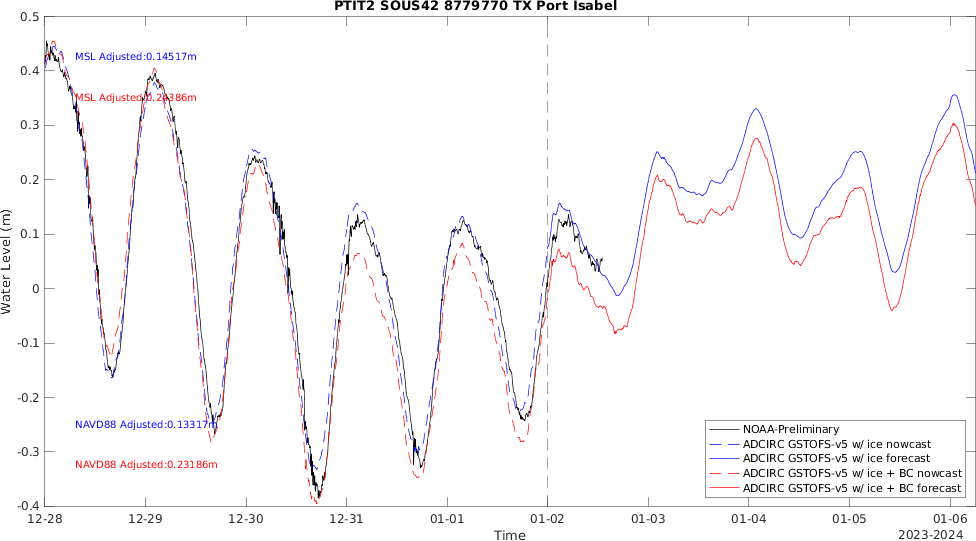 PTIT2 SOUS42 8779770 TX Port Isabel
0.5
0.4
0.3
0.2
0.1
0
-0.1
-0.2
-0.3
-0.4
Water Level (m)
MSL Adjusted:0.14517m
MSL Adjusted:0.24386m
NAVD88 Adjusted:0.13317m
NAVD88 Adjusted:0.23186m
NOAA-Preliminary
ADCIRC GSTOFS-v5 w/ ice nowcast
ADCIRC GSTOFS-v5 w/ ice forecast
ADCIRC GSTOFS-v5 w/ ice + BC nowcast
ADCIRC GSTOFS-v5 w/ ice + BC forecast
12-28 12-29 12-30 12-31 01-01 01-02 01-03 01-04 01-05 01-06
Time
2023-2024